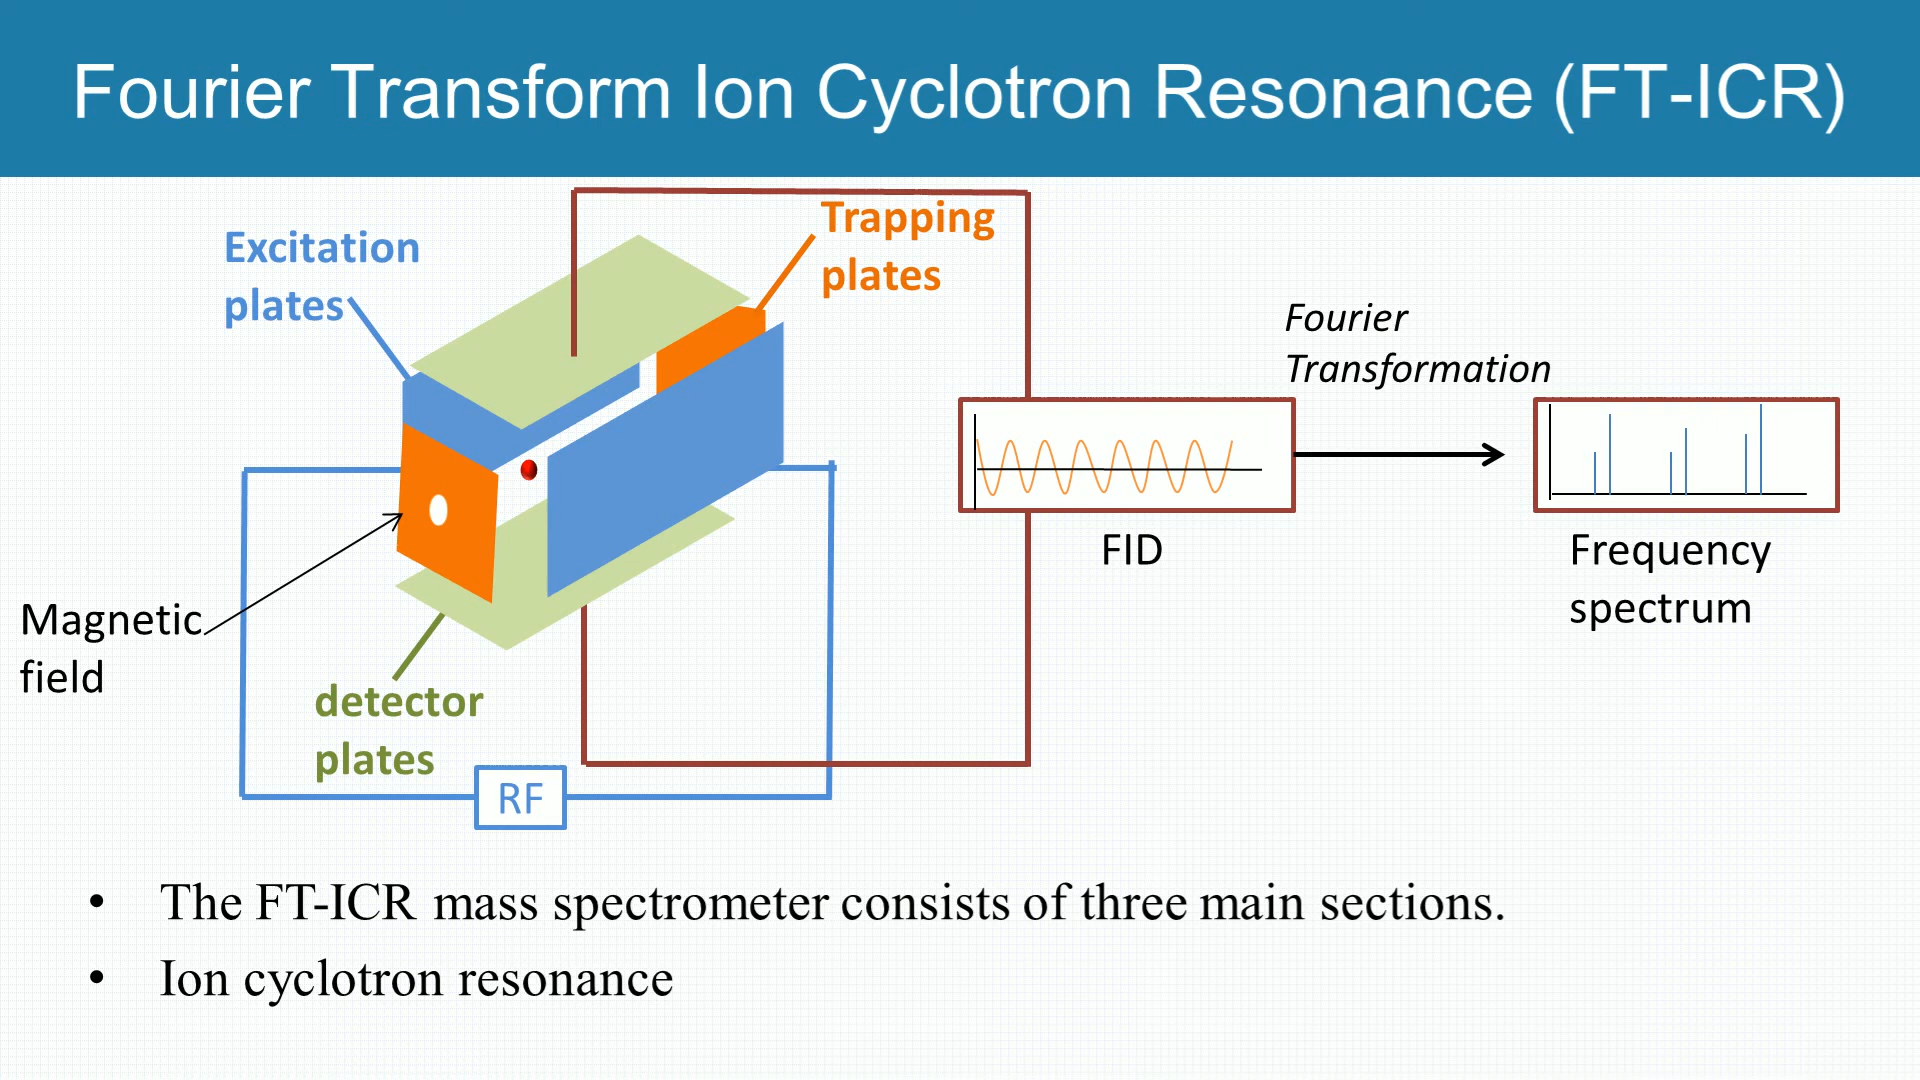 Fourier Transform Ion Cyclotron Resonance (FT-ICR)
Excitation
plates
Trapping
plates
Fourier
Transformation
FID
Frequency
spectrum
Magnetic
field
detector
plates
RF
• The FT-ICR mass spectrometer consists of three main sections.
• Ion cyclotron resonance